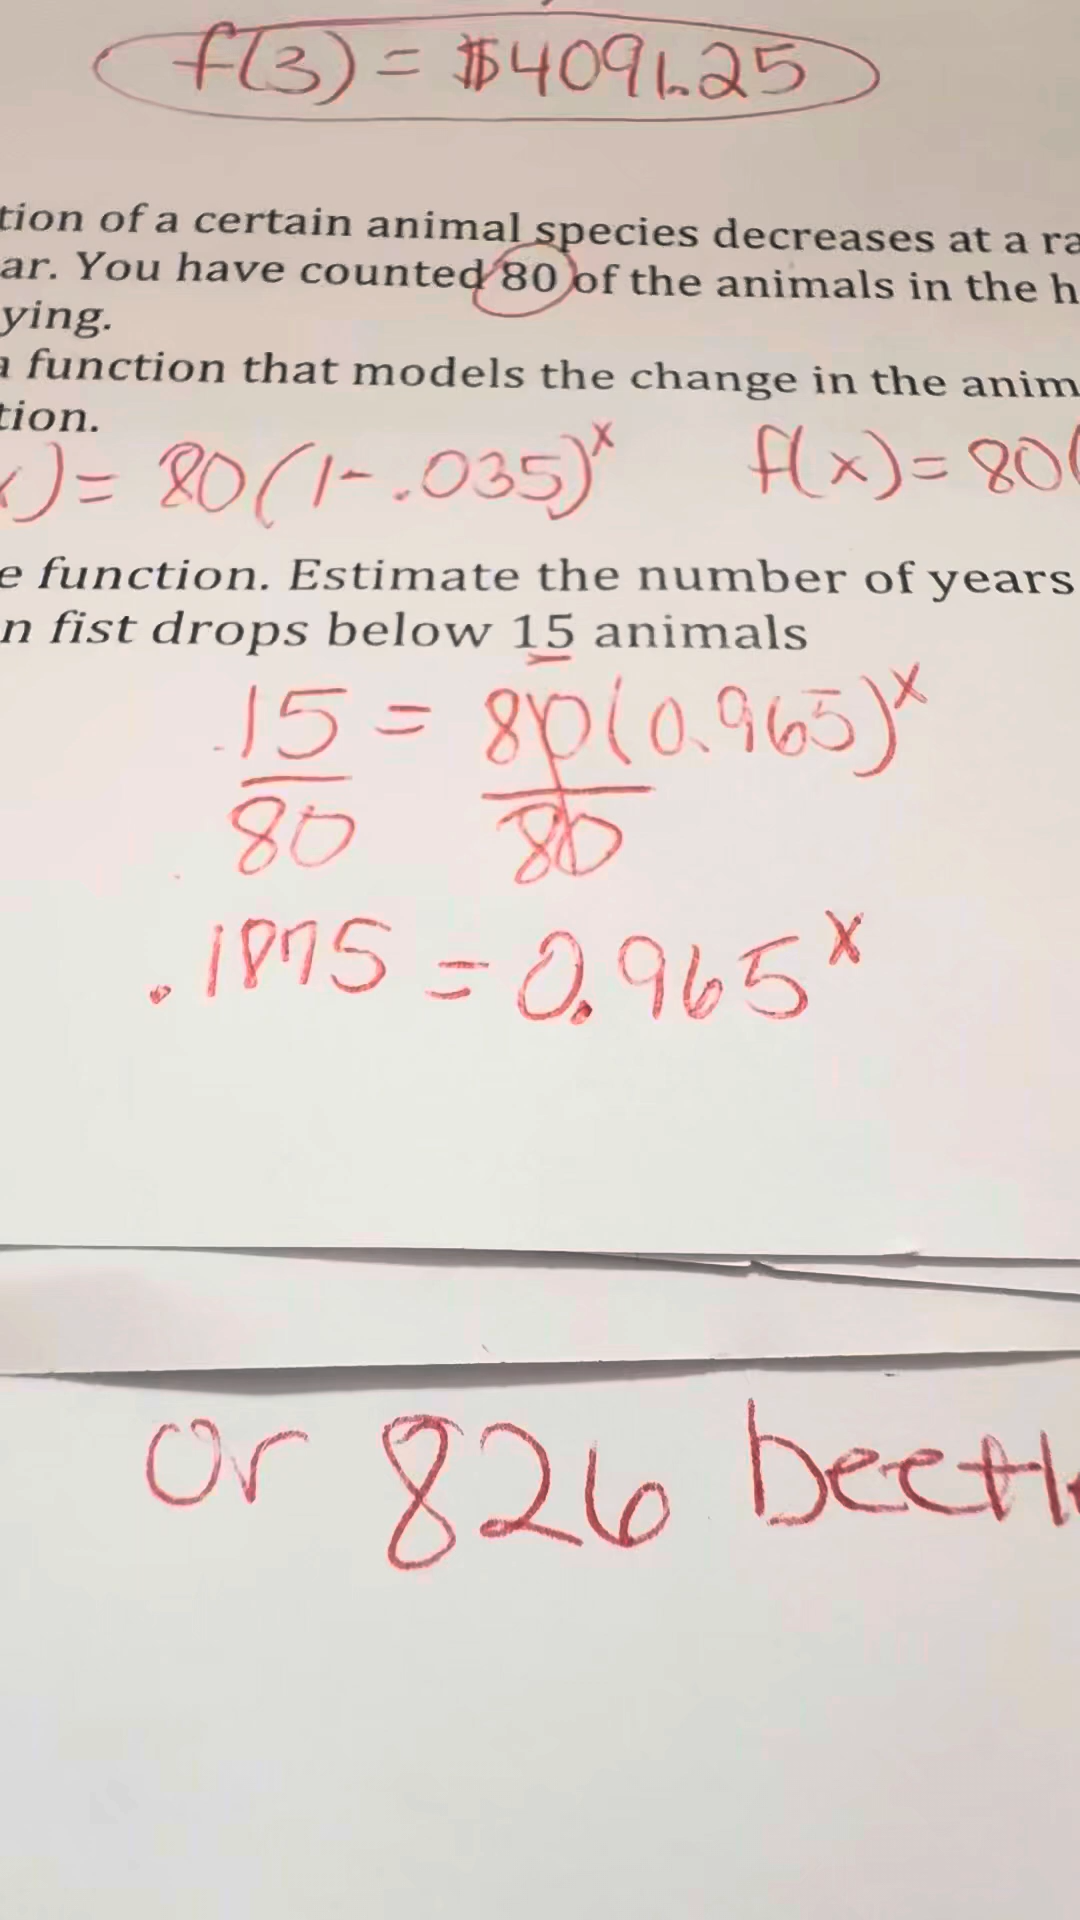 f(3) = $4091.25
tion of a certain animal species decreases at a ra
ar. You have counted 80 of the animals in the h
ying.
a function that models the change in the anim
tion.
x) = 80(1-.035)^x f(x) = 80(
e function. Estimate the number of years
n fist drops below 15 animals
15 = 80(0.965)^x
80 80
.1875 = 0.965^x
or 826 beetl